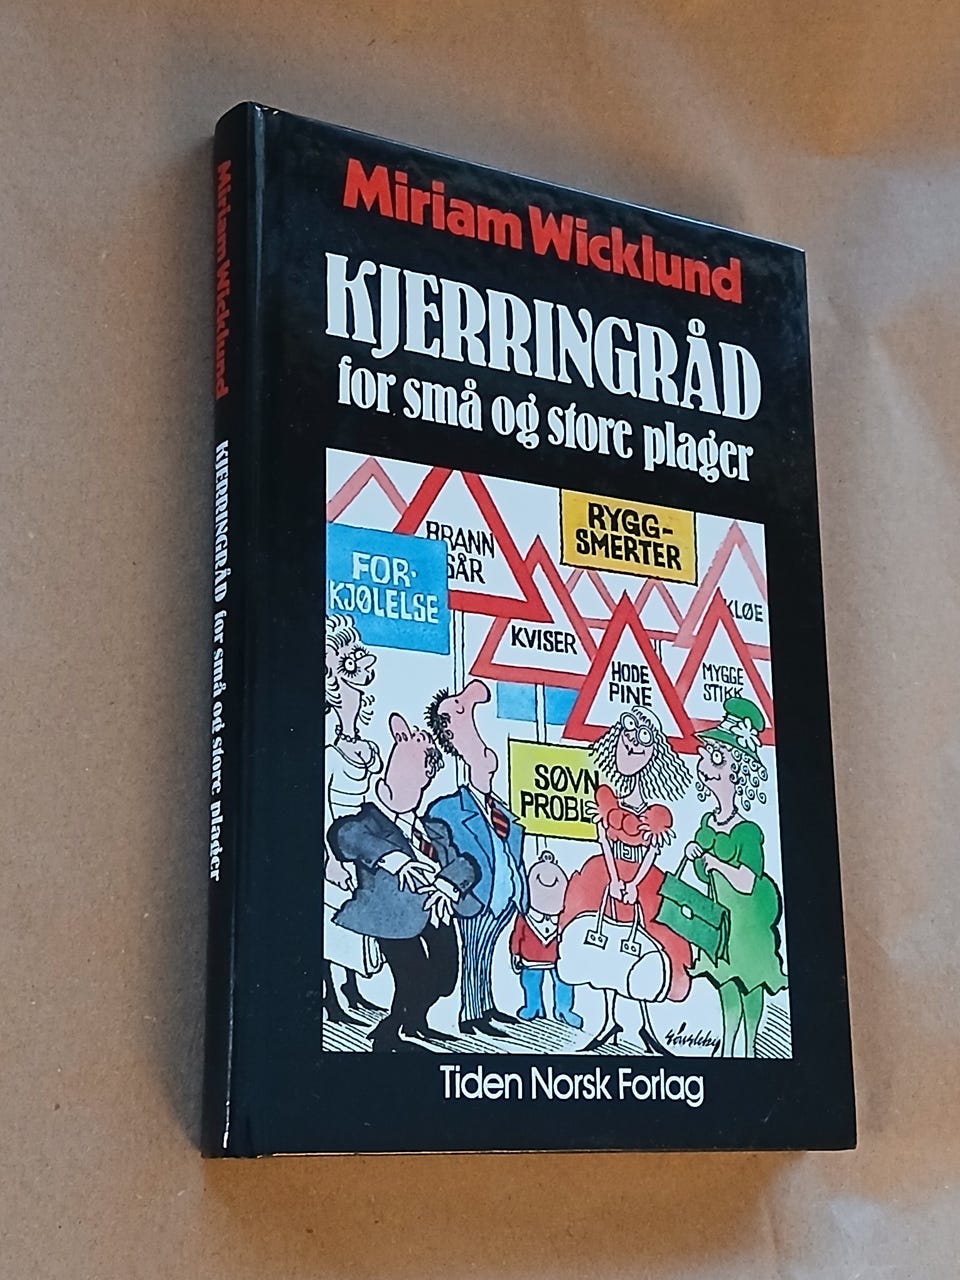 Miriam Wicklund
KJERRINGRÅD for små og store plager
Miriam Wicklund
KJERRINGRÅD
for små og store plager
BRANN
SÅR
RYGG-
SMERTER
FOR-
KJØLELSE
KVISER
KLØE
HODE
PINE
MYGGE
STIKK
SØVN
PROBL
Tiden Norsk Forlag